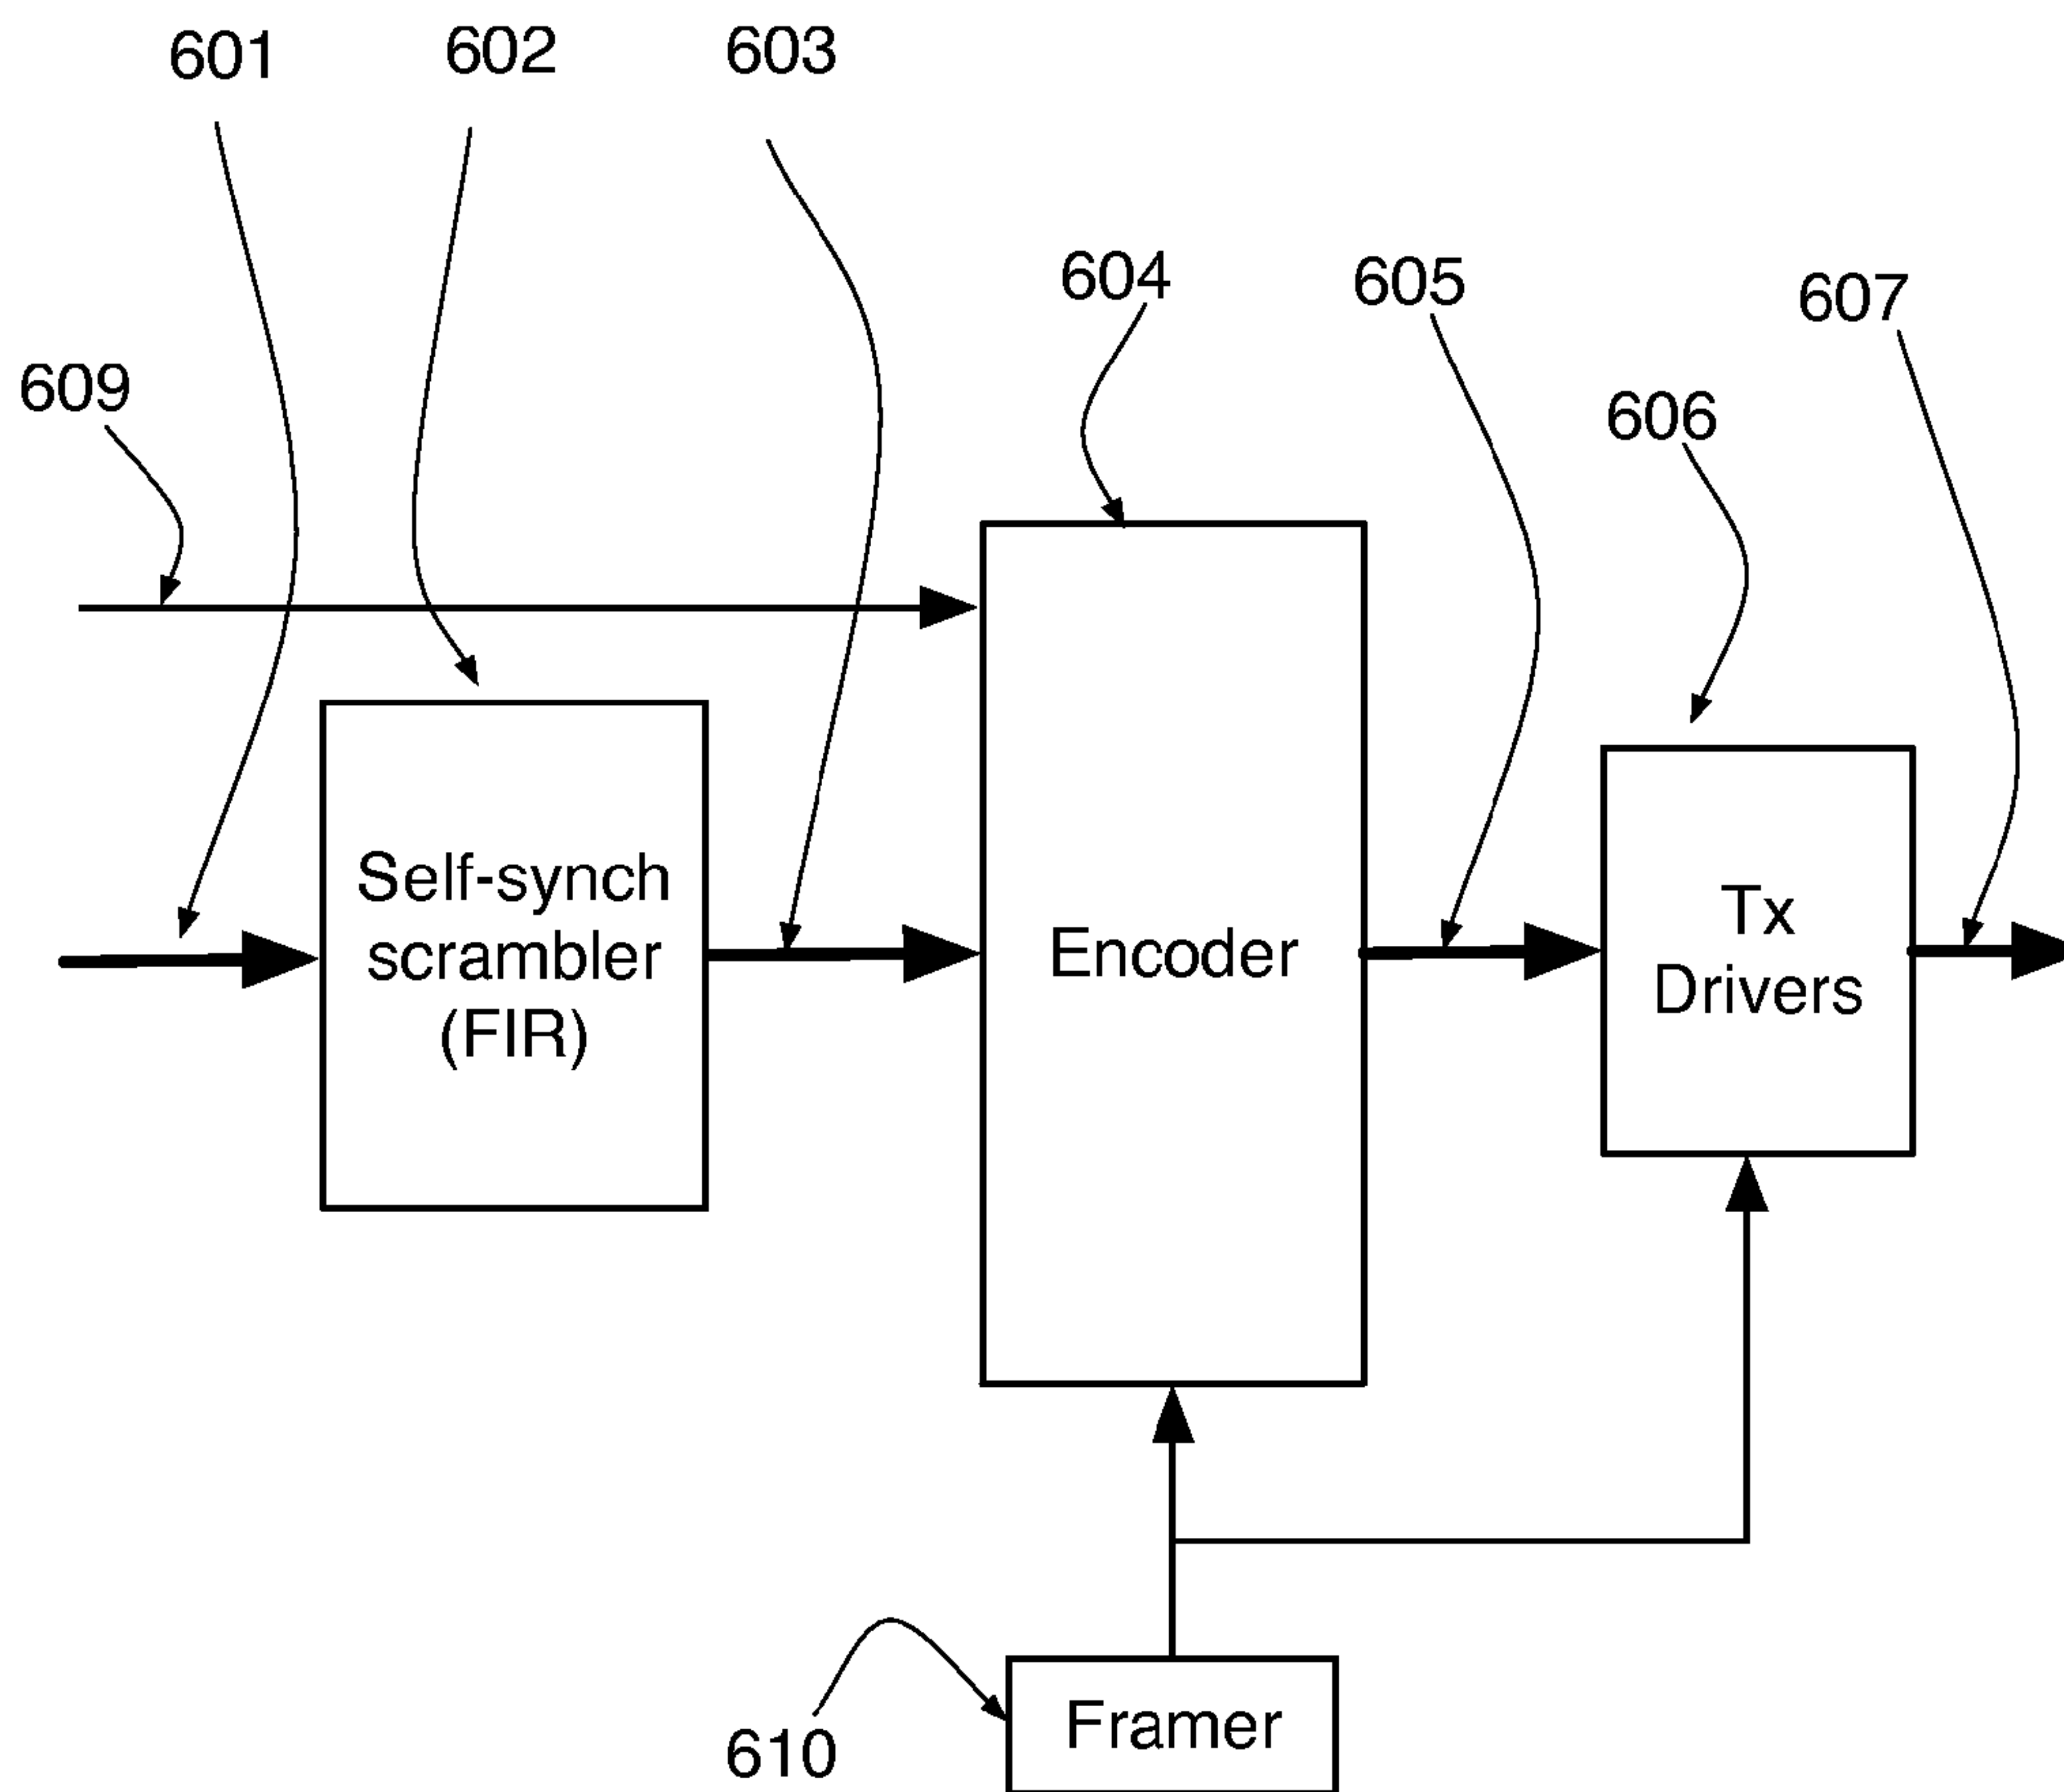 601
602
603
604
605
607
609
606
Self-synch
scrambler
(FIR)
Encoder
Tx
Drivers
610
Framer